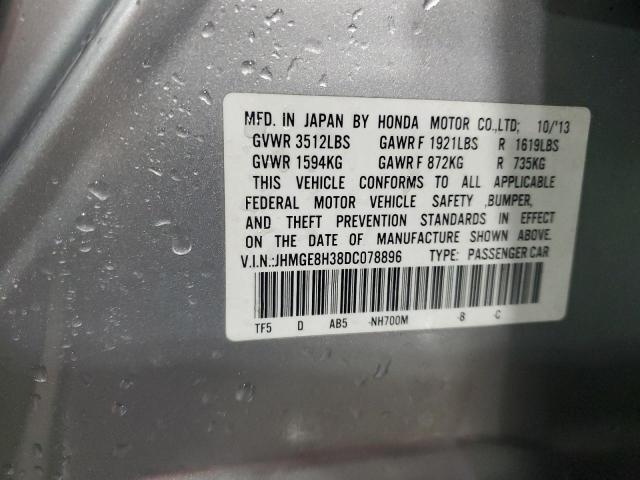 MFD. IN JAPAN BY HONDA MOTOR CO.,LTD; 10/'13
GVWR 3512LBS GAWR F 1921LBS R 1619LBS
GVWR 1594KG GAWR F 872KG R 735KG
THIS VEHICLE CONFORMS TO ALL APPLICABLE
FEDERAL MOTOR VEHICLE SAFETY ,BUMPER,
AND THEFT PREVENTION STANDARDS IN EFFECT
ON THE DATE OF MANUFACTURE SHOWN ABOVE.
V.I.N.:JHMGE8H38DC078896 TYPE: PASSENGER CAR
TF5 D AB5 -NH700M -8 -C